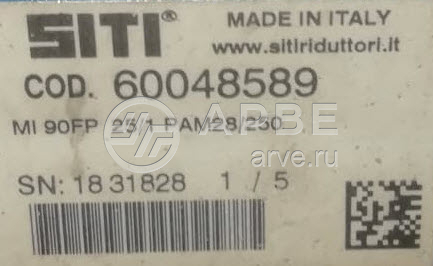 SITI® MADE IN ITALY
www.sitiriduttori.it
COD. 60048589
АРВЕ
arve.ru®
MI 90FP 25/1 PAM28/250
SN: 18 31828 1 / 5